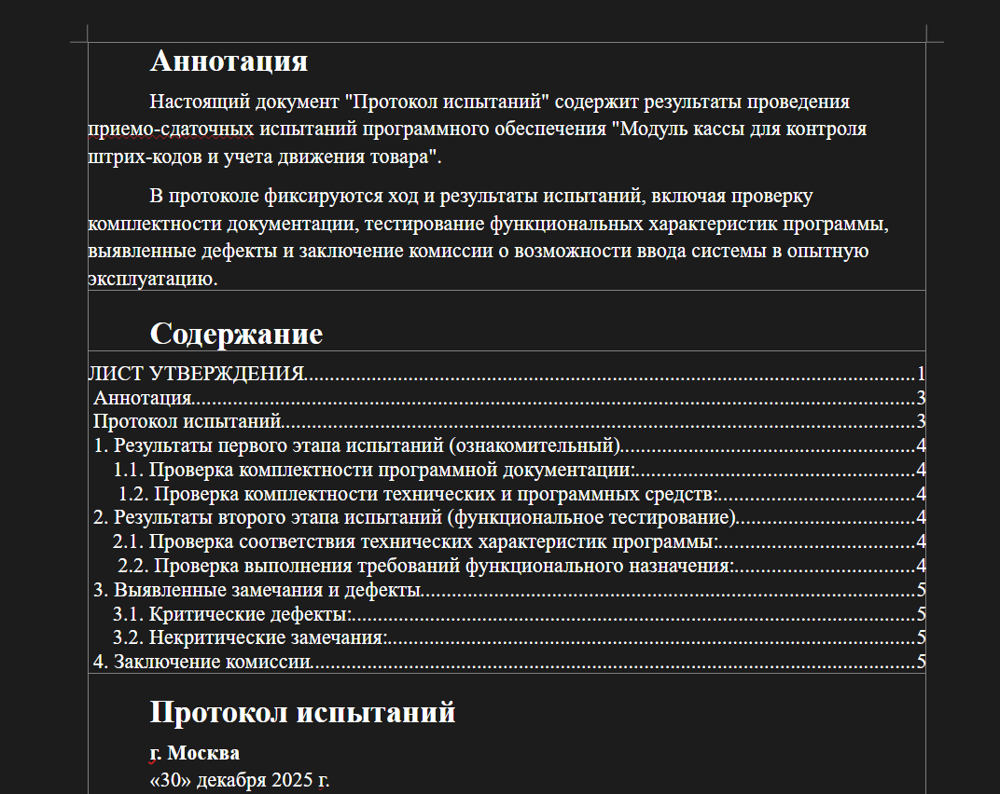 Аннотация
Настоящий документ "Протокол испытаний" содержит результаты проведения
приемо-сдаточных испытаний программного обеспечения "Модуль кассы для контроля
штрих-кодов и учета движения товара".
В протоколе фиксируются ход и результаты испытаний, включая проверку
комплектности документации, тестирование функциональных характеристик программы,
выявленные дефекты и заключение комиссии о возможности ввода системы в опытную
эксплуатацию.
Содержание
ЛИСТ УТВЕРЖДЕНИЯ 1
Аннотация 3
Протокол испытаний 3
1. Результаты первого этапа испытаний (ознакомительный) 4
1.1. Проверка комплектности программной документации: 4
1.2. Проверка комплектности технических и программных средств: 4
2. Результаты второго этапа испытаний (функциональное тестирование) 4
2.1. Проверка соответствия технических характеристик программы: 4
2.2. Проверка выполнения требований функционального назначения: 4
3. Выявленные замечания и дефекты 5
3.1. Критические дефекты: 5
3.2. Некритические замечания: 5
4. Заключение комиссии 5
Протокол испытаний
г. Москва
«30» декабря 2025 г.